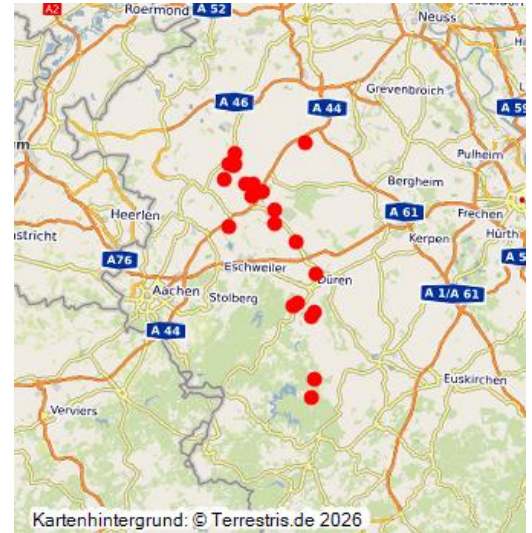 A2
Roermond
A 52
Neuss
A 46
A 44
Grevenbroich
A 59
Pulheim
Bergheim
Heerlen
A 61
Frechen
Hürth
Kerpen
A76
Eschweiler
Düren
Aachen
Stolberg
A 1/A 61
A 44
Euskirchen
Verviers
Kartenhintergrund: © Terrestris.de 2026